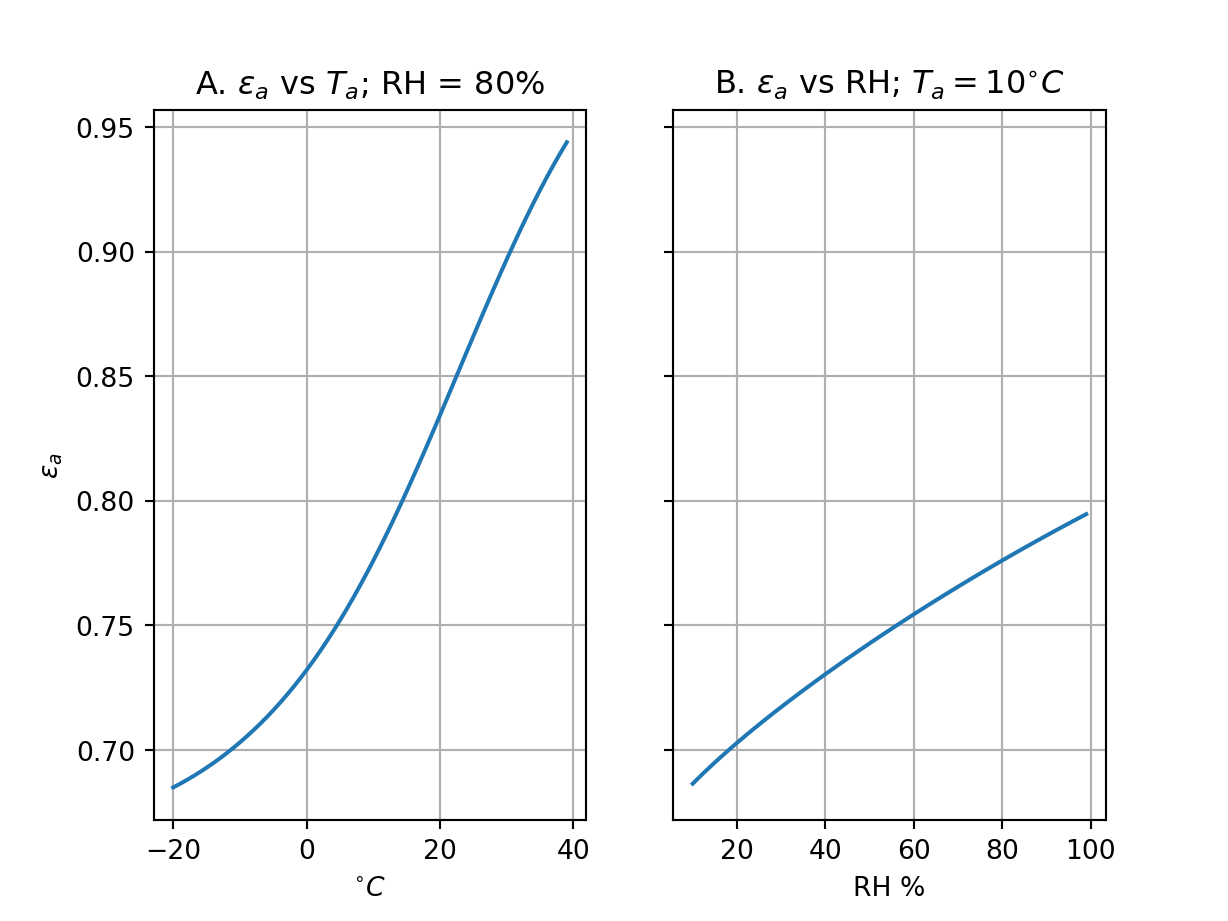 A. εₐ vs Tₐ; RH = 80%
0.95
0.90
0.85
0.80
0.75
0.70
εₐ
−20 0 20 40
°C
B. εₐ vs RH; Tₐ = 10°C
20 40 60 80 100
RH %